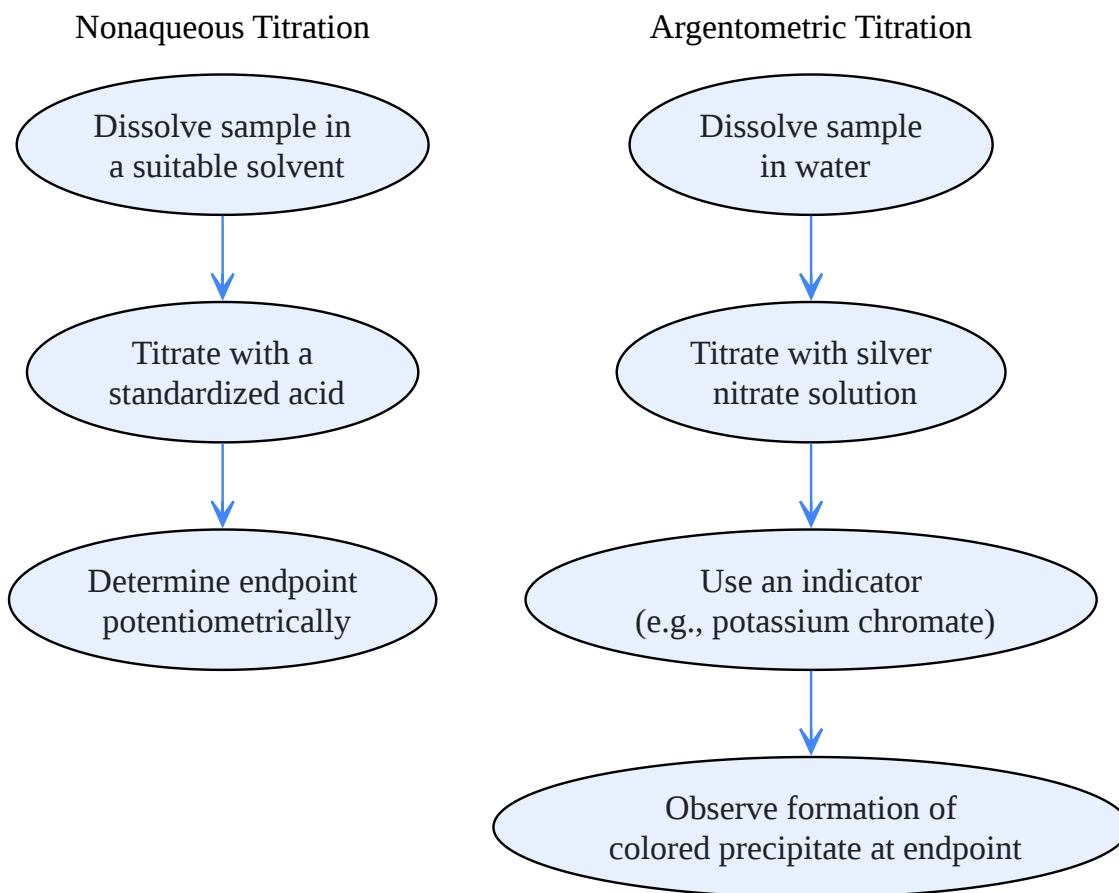 Nonaqueous Titration
Dissolve sample in
a suitable solvent
Titrate with a
standardized acid
Determine endpoint
potentiometrically
Argentometric Titration
Dissolve sample
in water
Titrate with silver
nitrate solution
Use an indicator
(e.g., potassium chromate)
Observe formation of
colored precipitate at endpoint